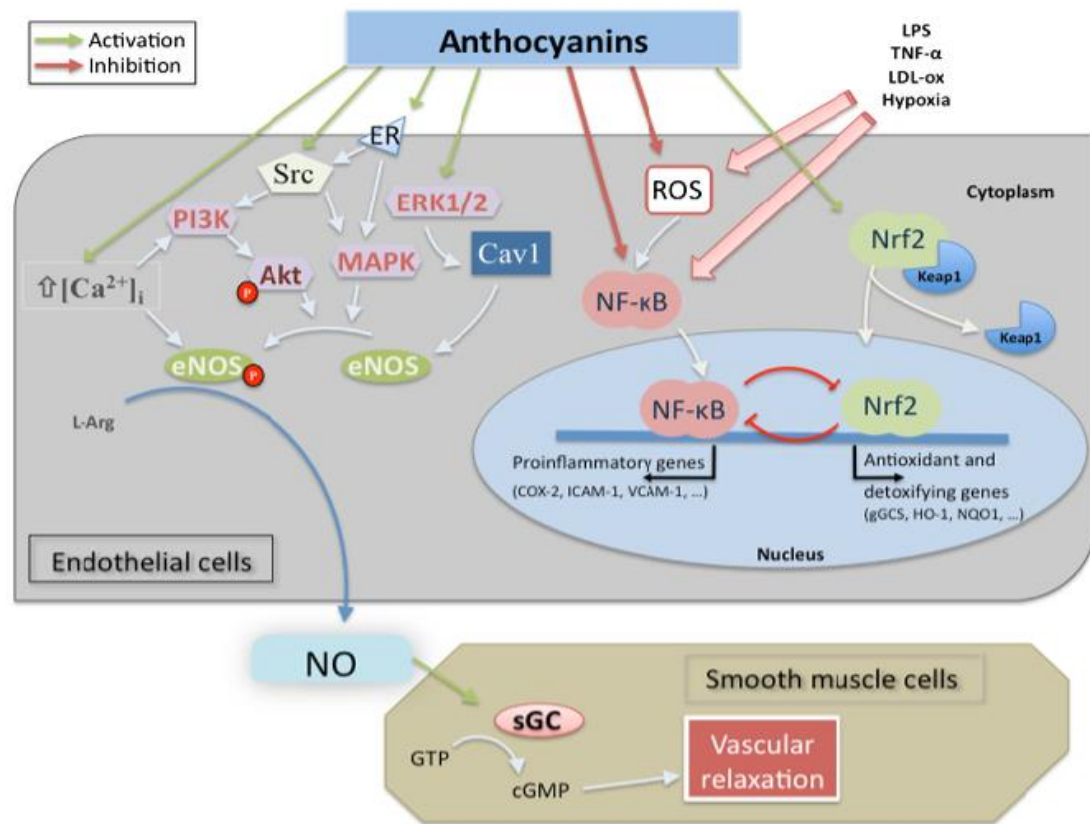 Activation
Inhibition
Anthocyanins
LPS
TNF-α
LDL-ox
Hypoxia
ER
Src
ROS
Cytoplasm
PI3K
ERK1/2
Nrf2
Keap1
Cav1
Akt
MAPK
P
⇧[Ca²⁺]ᵢ
NF-κB
Keap1
eNOS
P
eNOS
L-Arg
NF-κB
Nrf2
Proinflammatory genes
(COX-2, ICAM-1, VCAM-1, ...)
Antioxidant and
detoxifying genes
(gGCS, HO-1, NQO1, ...)
Nucleus
Endothelial cells
NO
Smooth muscle cells
sGC
GTP
cGMP
Vascular
relaxation